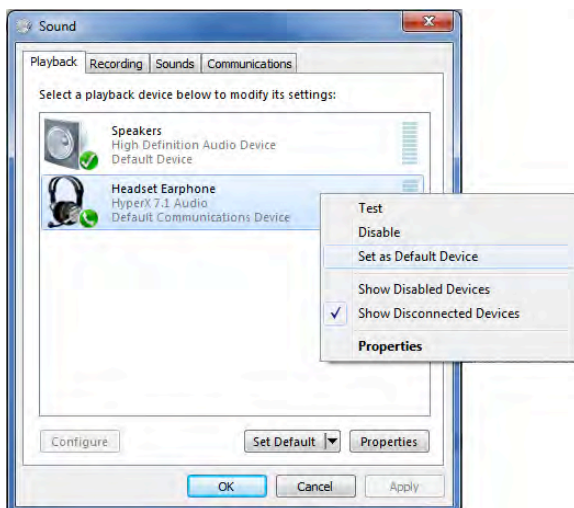 Sound
Playback
Recording
Sounds
Communications
Select a playback device below to modify its settings:
Speakers
High Definition Audio Device
Default Device
Headset Earphone
HyperX 7.1 Audio
Default Communications Device
Test
Disable
Set as Default Device
Show Disabled Devices
Show Disconnected Devices
Properties
Configure
Set Default
Properties
OK
Cancel
Apply